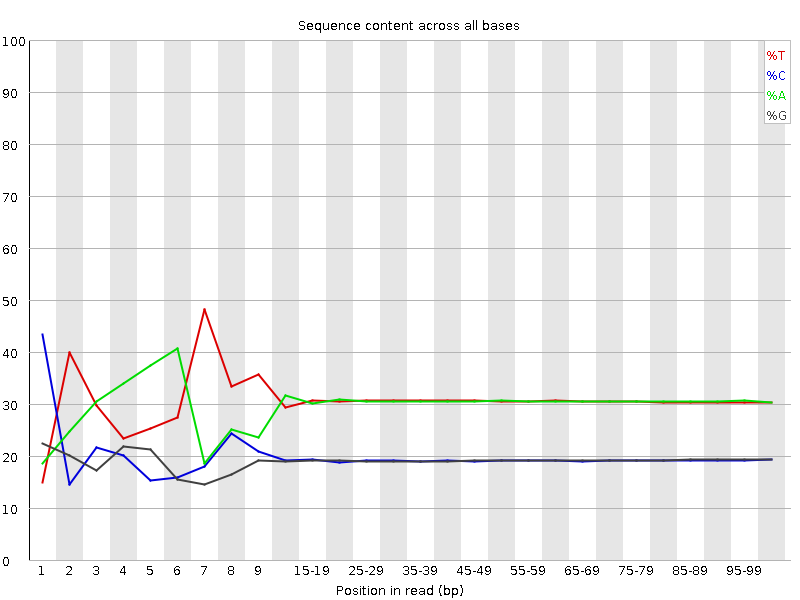 Sequence content across all bases
100
90
80
70
60
50
40
30
20
10
0
%T
%C
%A
%G
1 2 3 4 5 6 7 8 9 15-19 25-29 35-39 45-49 55-59 65-69 75-79 85-89 95-99
Position in read (bp)